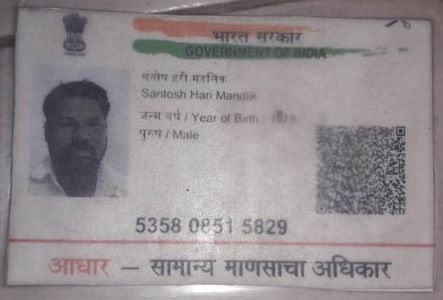 भारत सरकार
GOVERNMENT OF INDIA
संतोष हरी मंडलिक
Santosh Hari Mandlik
जन्म वर्ष / Year of Birth :
पुरुष / Male
5358 0851 5829
आधार — सामान्य माणसाचा अधिकार